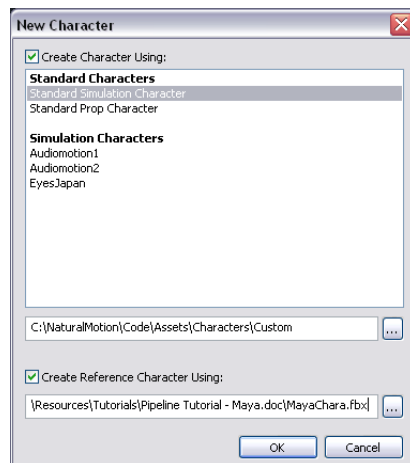 New Character
Create Character Using:
Standard Characters
Standard Simulation Character
Standard Prop Character
Simulation Characters
Audiomotion1
Audiomotion2
EyesJapan
C:\NaturalMotion\Code\Assets\Characters\Custom
...
Create Reference Character Using:
\Resources\Tutorials\Pipeline Tutorial - Maya.doc\MayaChara.fbx
...
OK
Cancel